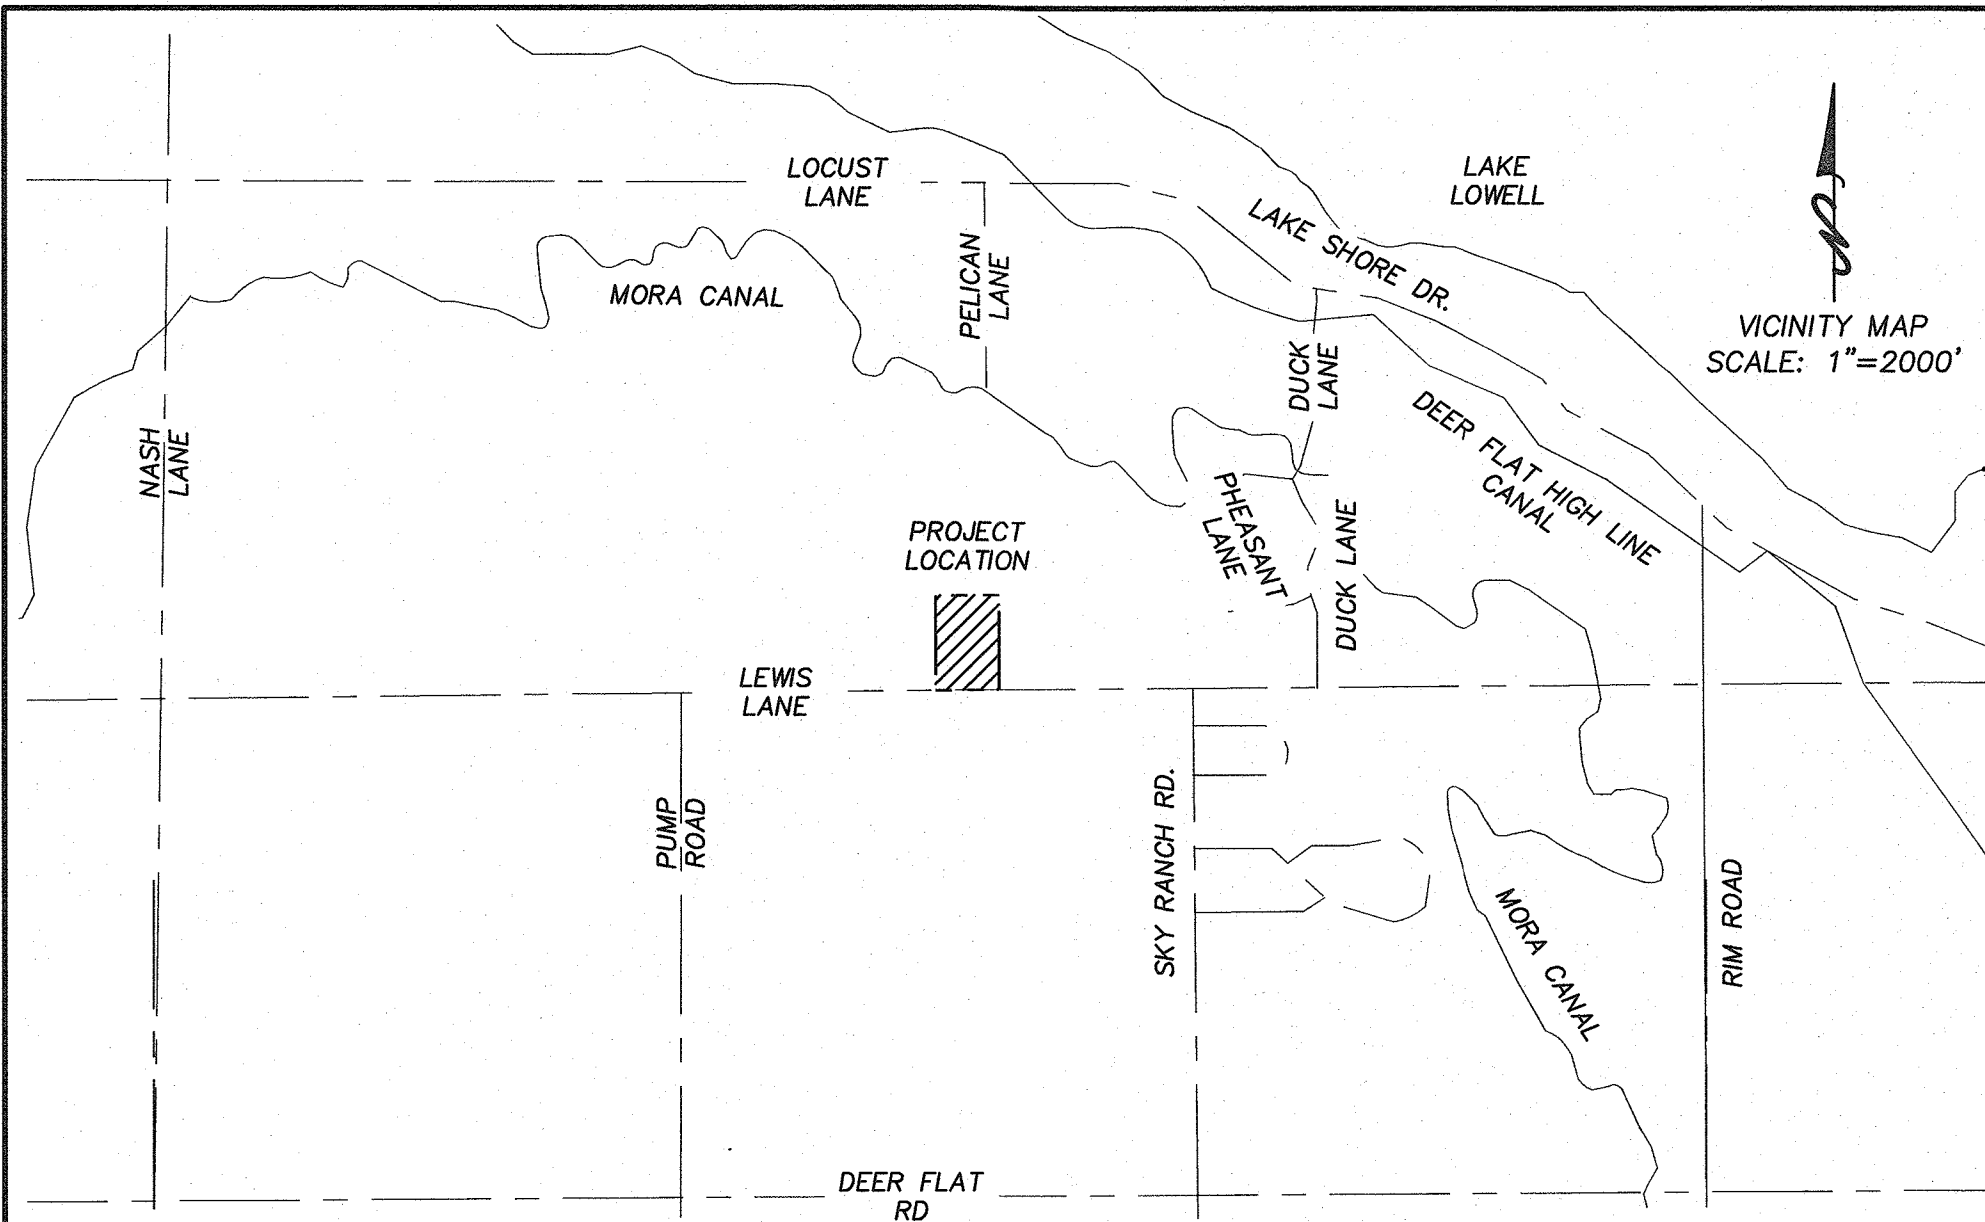 LOCUST
LANE
LAKE
LOWELL
LAKE SHORE DR.
PELICAN
LANE
MORA CANAL
VICINITY MAP
SCALE: 1"=2000'
DUCK
LANE
DEER FLAT HIGH LINE
CANAL
NASH
LANE
PHEASANT
LANE
DUCK LANE
PROJECT
LOCATION
LEWIS
LANE
PUMP
ROAD
SKY RANCH RD.
MORA CANAL
RIM ROAD
DEER FLAT
RD